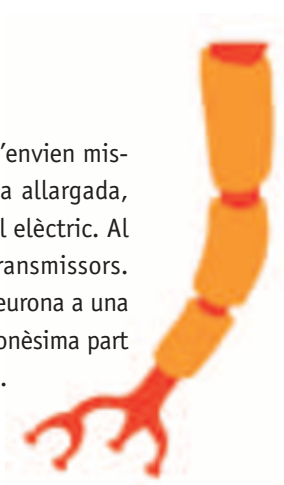 ’envien mis-
a allargada,
l elèctric. Al
ransmissors.
eurona a una
onèsima part
.